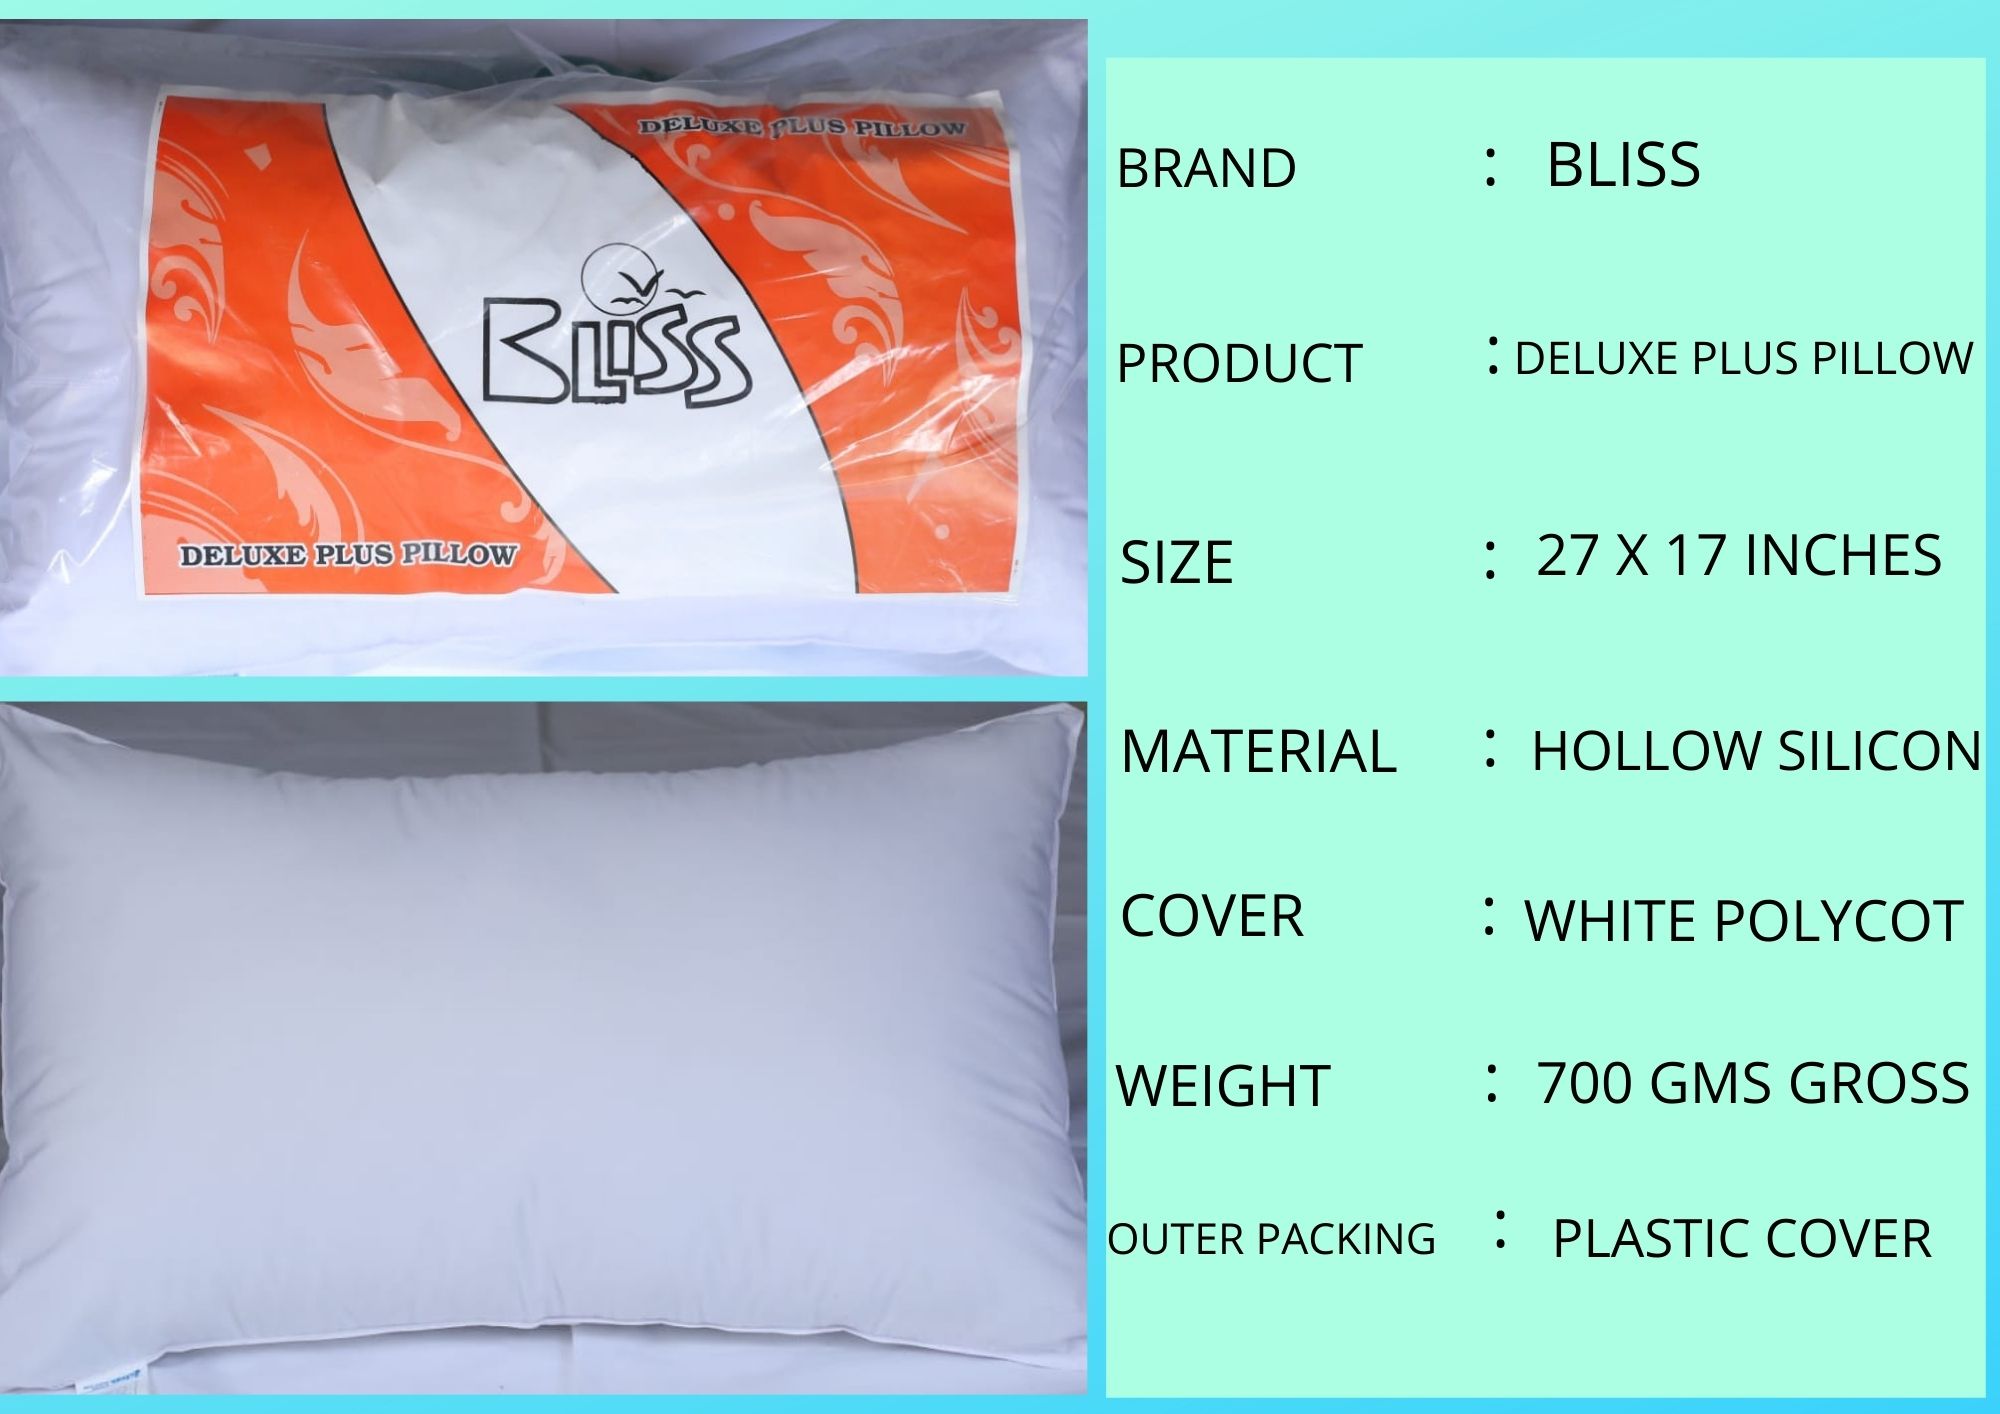 DELUXE PLUS PILLOW
BLISS
DELUXE PLUS PILLOW
BRAND : BLISS
PRODUCT : DELUXE PLUS PILLOW
SIZE : 27 X 17 INCHES
MATERIAL : HOLLOW SILICON
COVER : WHITE POLYCOT
WEIGHT : 700 GMS GROSS
OUTER PACKING : PLASTIC COVER